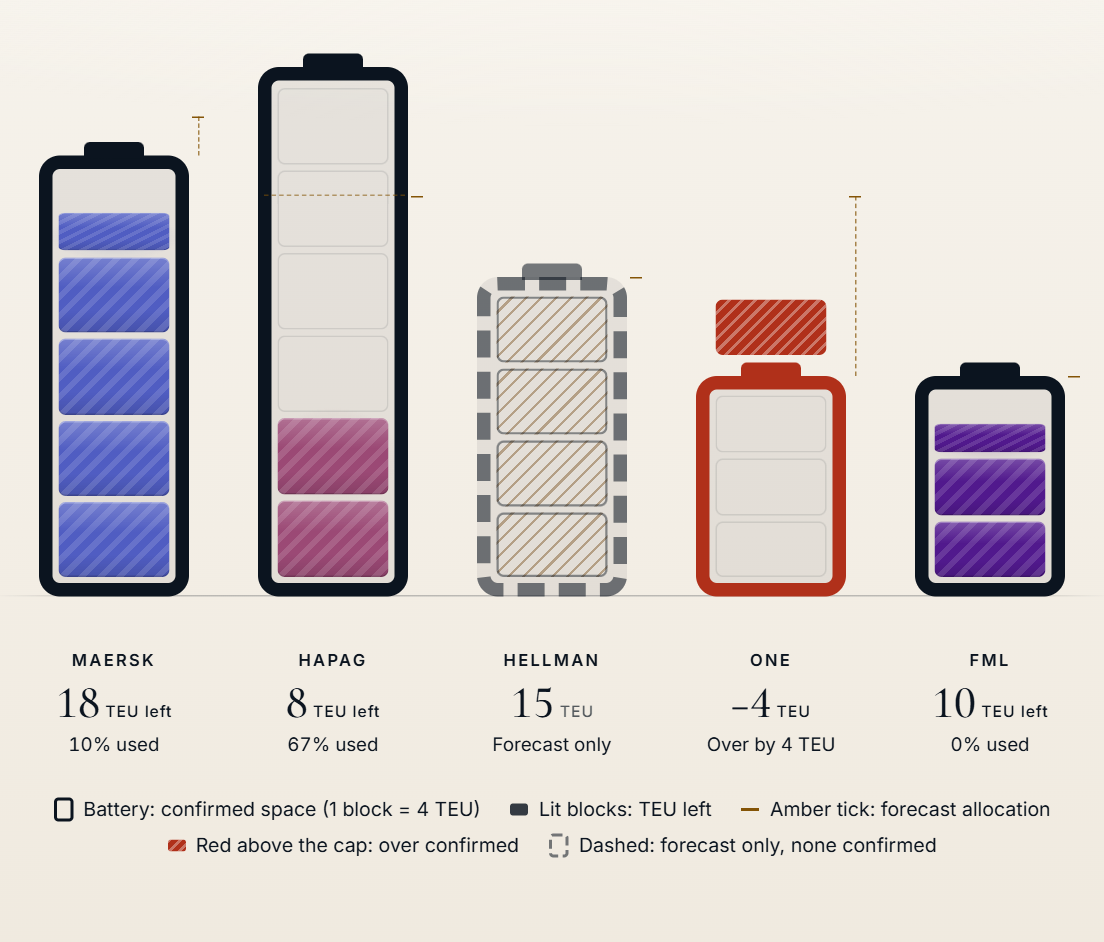 MAERSK
18 TEU left
10% used
HAPAG
8 TEU left
67% used
HELLMAN
15 TEU
Forecast only
ONE
−4 TEU
Over by 4 TEU
FML
10 TEU left
0% used
Battery: confirmed space (1 block = 4 TEU)
Lit blocks: TEU left
Amber tick: forecast allocation
Red above the cap: over confirmed
Dashed: forecast only, none confirmed